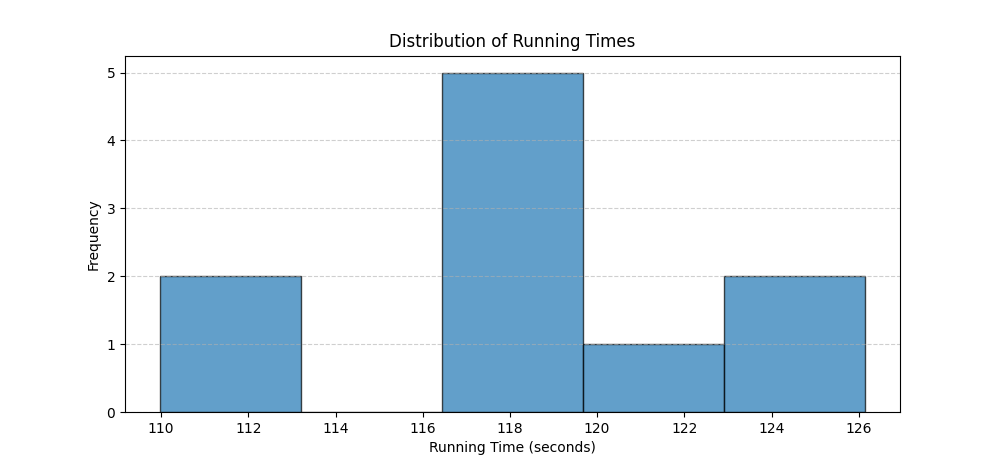 Distribution of Running Times
Frequency
5
4
3
2
1
0
110 112 114 116 118 120 122 124 126
Running Time (seconds)